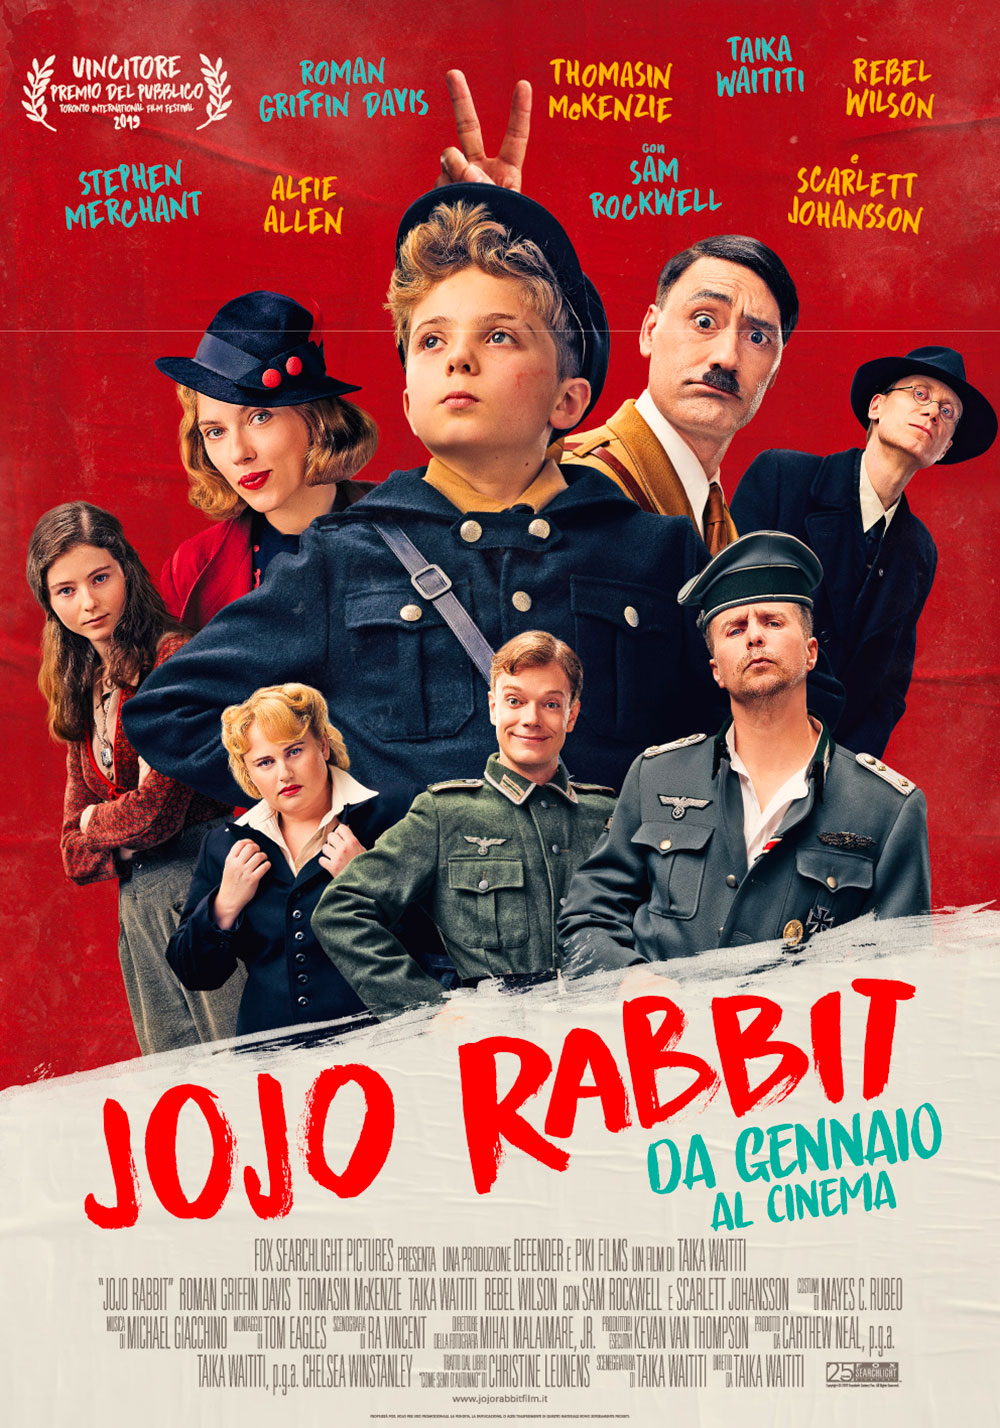 VINCITORE
PREMIO DEL PUBBLICO
TORONTO INTERNATIONAL FILM FESTIVAL
2019
ROMAN
GRIFFIN DAVIS
THOMASIN
McKENZIE
TAIKA
WAITITI
REBEL
WILSON
STEPHEN
MERCHANT
ALFIE
ALLEN
CON
SAM
ROCKWELL
e
SCARLETT
JOHANSSON
JOJO RABBIT
DA GENNAIO
AL CINEMA
FOX SEARCHLIGHT PICTURES PRESENTA UNA PRODUZIONE DEFENDER E PIKI FILMS UN FILM DI TAIKA WAITITI
"JOJO RABBIT" ROMAN GRIFFIN DAVIS THOMASIN McKENZIE TAIKA WAITITI REBEL WILSON CON SAM ROCKWELL E SCARLETT JOHANSSON COSTUMI DI MAYES C. RUBEO
MUSICA DI MICHAEL GIACCHINO MONTAGGIO DI TOM EAGLES SCENOGRAFIA DI RA VINCENT DIRETTORE DELLA FOTOGRAFIA MIHAI MALAIMARE, JR. PRODUTTORI ESECUTIVI KEVAN VAN THOMPSON PRODOTTO DA CARTHEW NEAL, p.g.a.
TAIKA WAITITI, p.g.a. CHELSEA WINSTANLEY TRATTO DAL LIBRO "COME SEMI D'AUTUNNO" DI CHRISTINE LEUNENS SCENEGGIATURA DI TAIKA WAITITI DIRETTO DA TAIKA WAITITI
25 FOX SEARCHLIGHT
www.jojorabbitfilm.it